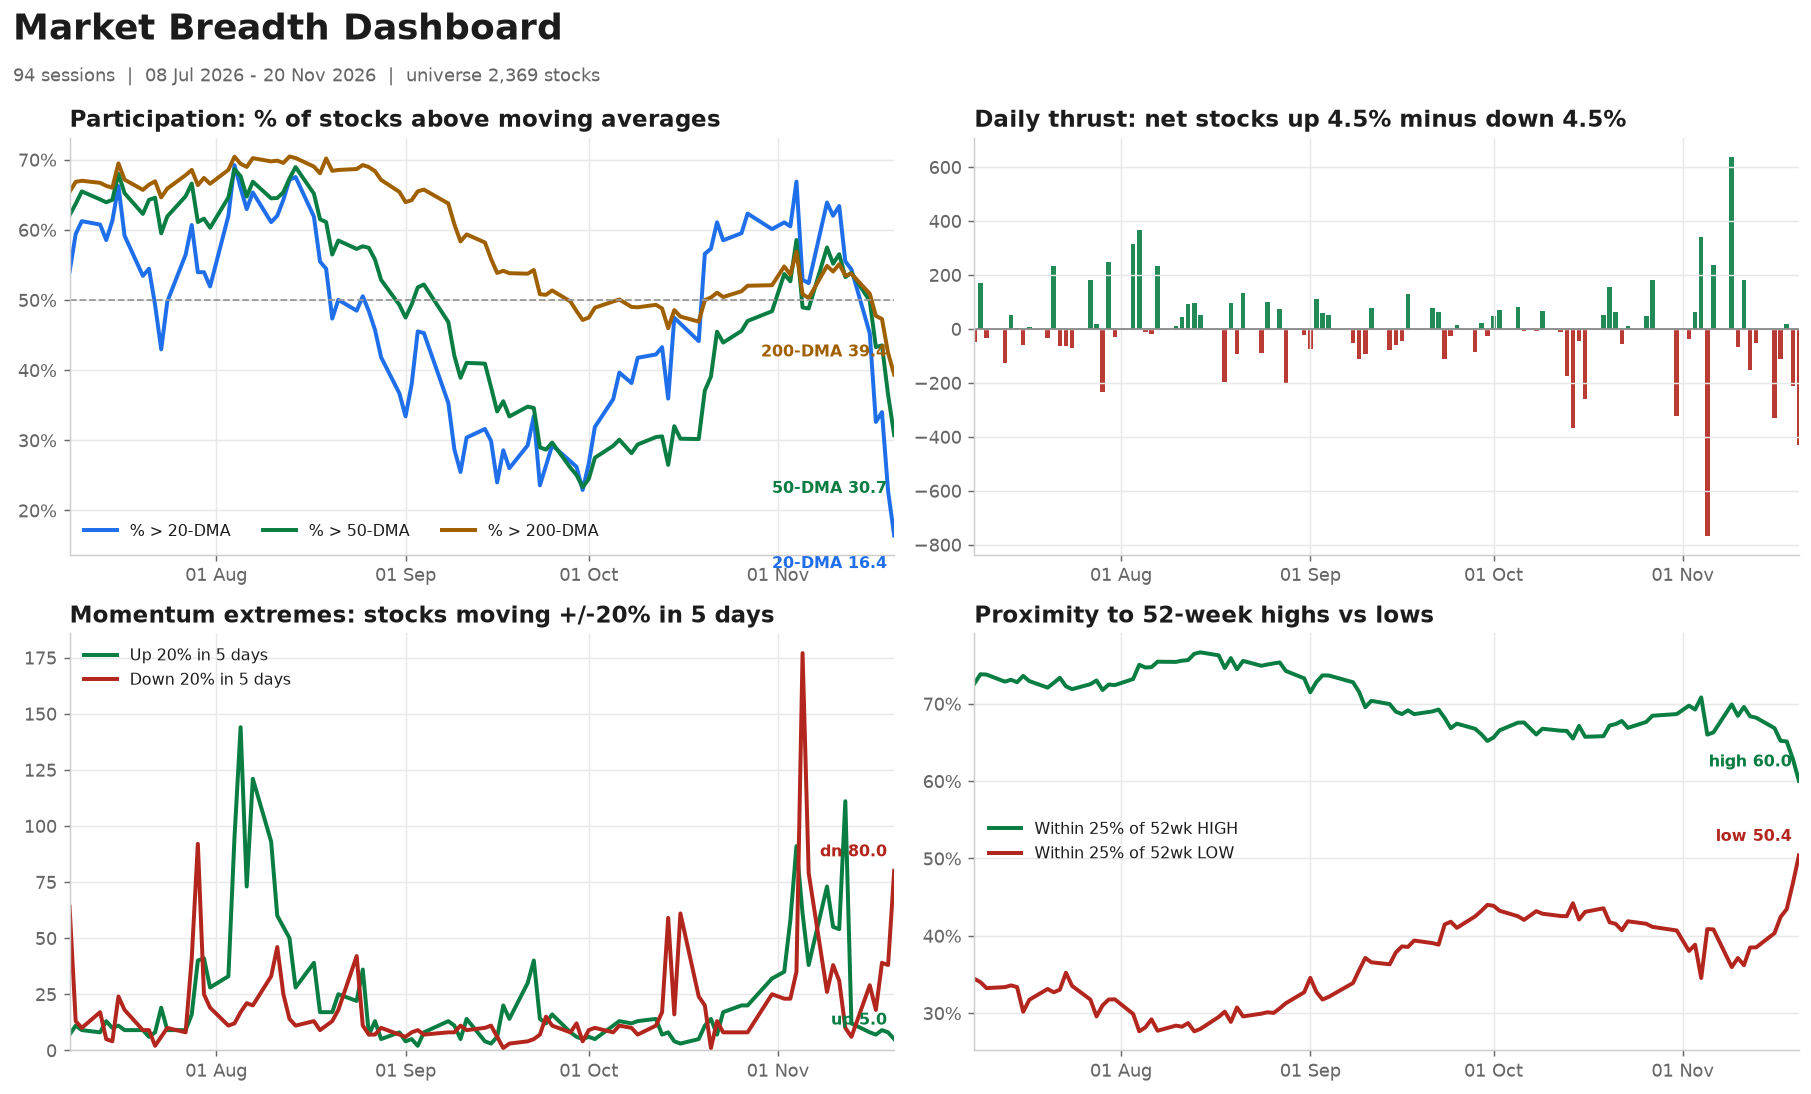 Market Breadth Dashboard
94 sessions | 08 Jul 2026 - 20 Nov 2026 | universe 2,369 stocks
Participation: % of stocks above moving averages
70%
60%
50%
40%
30%
20%
200-DMA 39.4
50-DMA 30.7
20-DMA 16.4
% > 20-DMA
% > 50-DMA
% > 200-DMA
01 Aug
01 Sep
01 Oct
01 Nov
Daily thrust: net stocks up 4.5% minus down 4.5%
600
400
200
0
−200
−400
−600
−800
01 Aug
01 Sep
01 Oct
01 Nov
Momentum extremes: stocks moving +/-20% in 5 days
Up 20% in 5 days
Down 20% in 5 days
175
150
125
100
75
50
25
0
dn 80.0
up 5.0
01 Aug
01 Sep
01 Oct
01 Nov
Proximity to 52-week highs vs lows
70%
60%
50%
40%
30%
high 60.0
low 50.4
Within 25% of 52wk HIGH
Within 25% of 52wk LOW
01 Aug
01 Sep
01 Oct
01 Nov